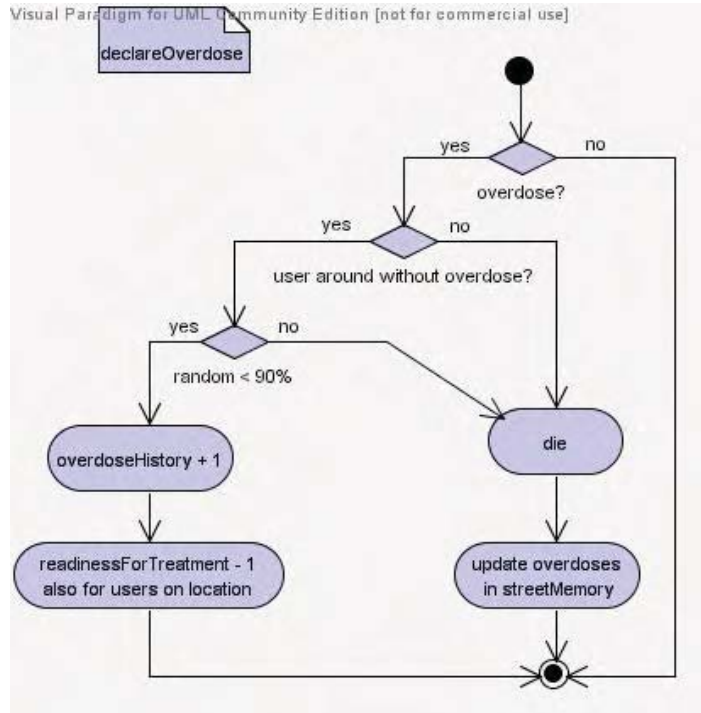 Visual Paradigm for UML Community Edition [not for commercial use]
declareOverdose
yes
no
overdose?
yes
no
user around without overdose?
yes
no
random < 90%
overdoseHistory + 1
die
readinessForTreatment - 1
also for users on location
update overdoses
in streetMemory